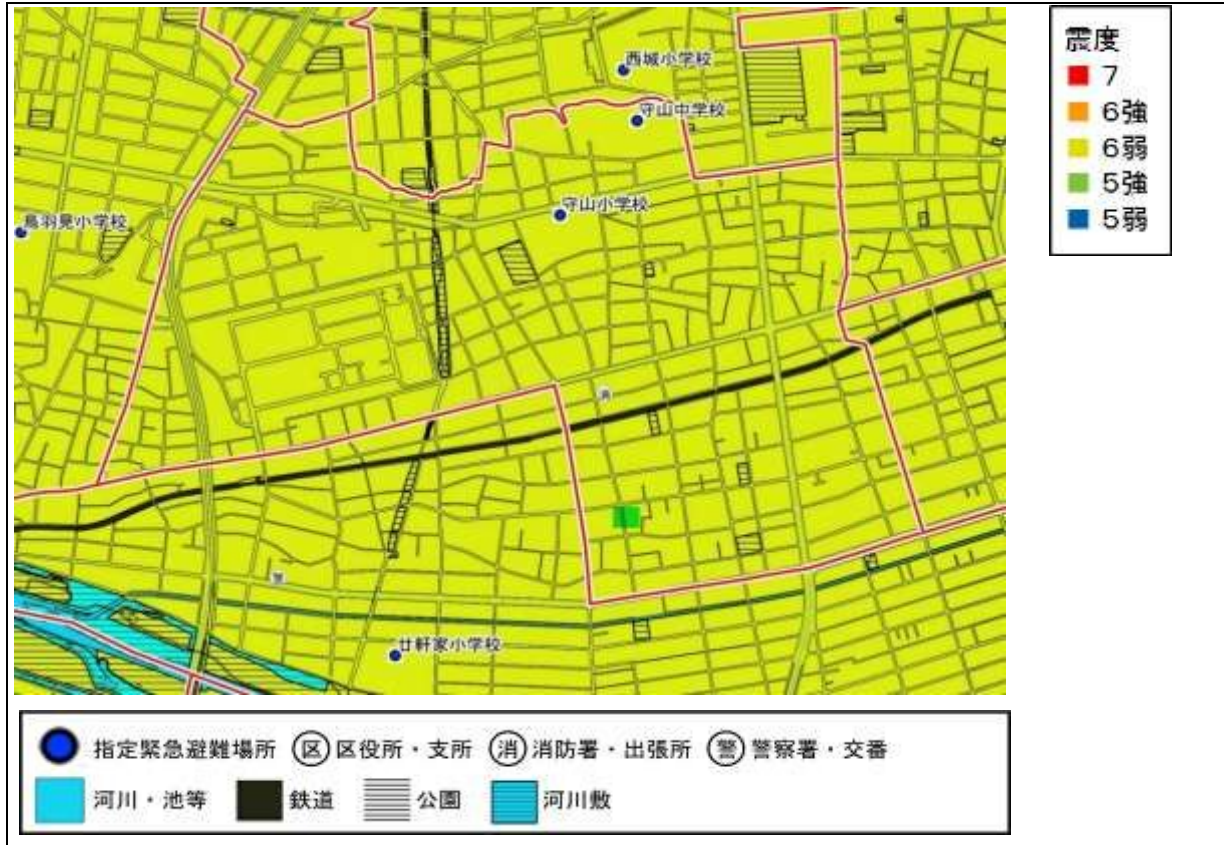 震度
7
6強
6弱
5強
5弱
西城小学校
守山中学校
守山小学校
鳥羽見小学校
消
警
廿軒家小学校
指定緊急避難場所 区 区役所・支所 消 消防署・出張所 警 警察署・交番
河川・池等 鉄道 公園 河川敷